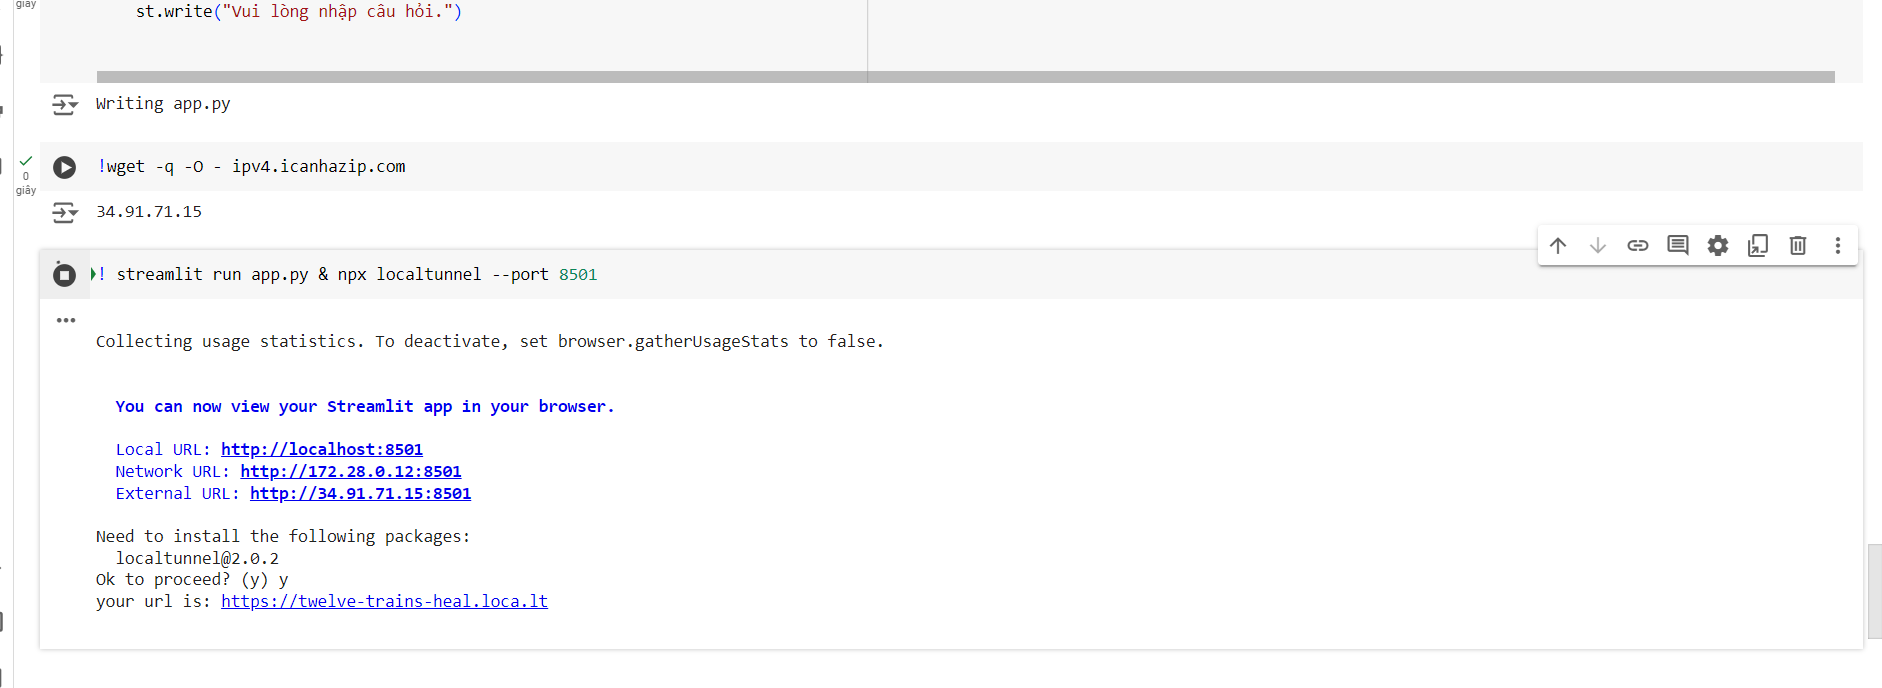 giây
st.write("Vui lòng nhập câu hỏi.")
Writing app.py
!wget -q -O - ipv4.icanhazip.com
0
giây
34.91.71.15
! streamlit run app.py & npx localtunnel --port 8501
Collecting usage statistics. To deactivate, set browser.gatherUsageStats to false.
You can now view your Streamlit app in your browser.
Local URL: http://localhost:8501
Network URL: http://172.28.0.12:8501
External URL: http://34.91.71.15:8501
Need to install the following packages:
localtunnel@2.0.2
Ok to proceed? (y) y
your url is: https://twelve-trains-heal.loca.lt